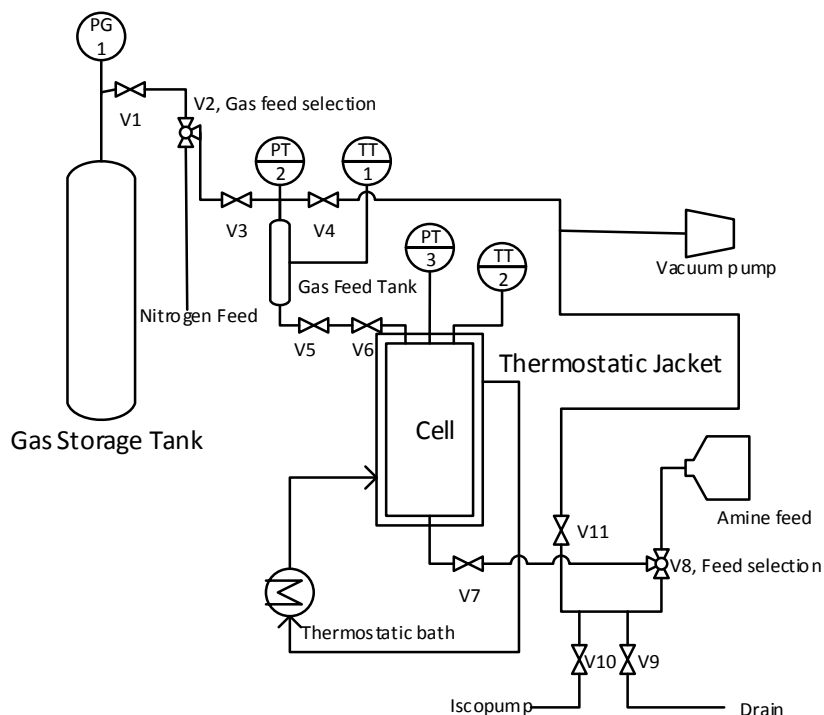 PG
1
V2, Gas feed selection
V1
PT
2
TT
1
V3
V4
PT
3
TT
2
Vacuum pump
Gas Feed Tank
Nitrogen Feed
V5
V6
Thermostatic Jacket
Gas Storage Tank
Cell
Amine feed
V11
V8, Feed selection
V7
Thermostatic bath
V10
V9
Iscopump
Drain